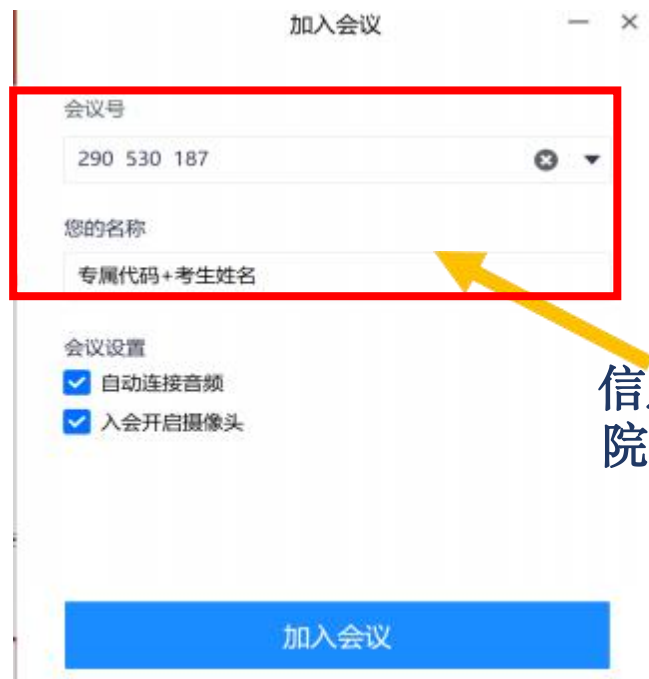 加入会议
会议号
290 530 187
您的名称
专属代码+考生姓名
会议设置
自动连接音频
入会开启摄像头
信
院
加入会议